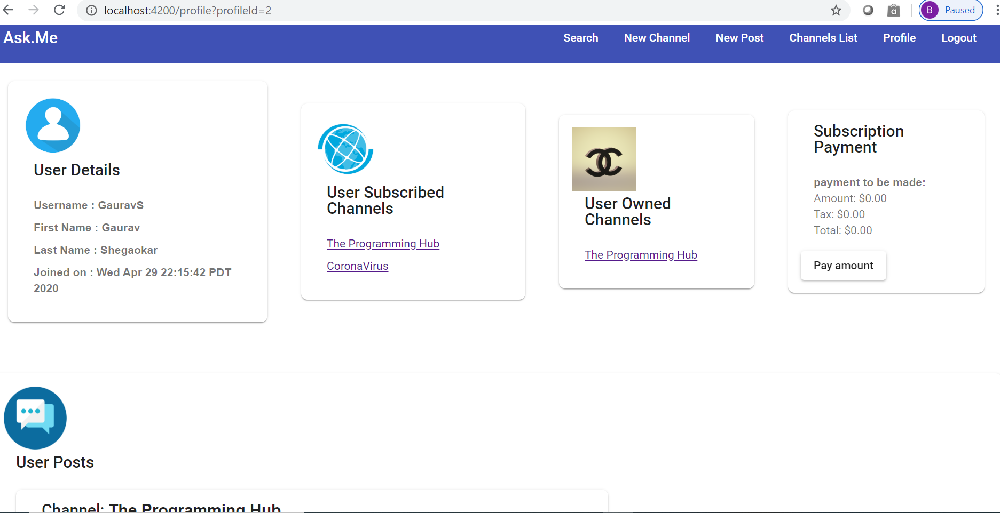 localhost:4200/profile?profileId=2
B Paused
Ask.Me
Search New Channel New Post Channels List Profile Logout
User Details
Username : GauravS
First Name : Gaurav
Last Name : Shegaokar
Joined on : Wed Apr 29 22:15:42 PDT
2020
User Subscribed
Channels
The Programming Hub
CoronaVirus
User Owned
Channels
The Programming Hub
Subscription
Payment
payment to be made:
Amount: $0.00
Tax: $0.00
Total: $0.00
Pay amount
User Posts
Channel: The Programming Hub